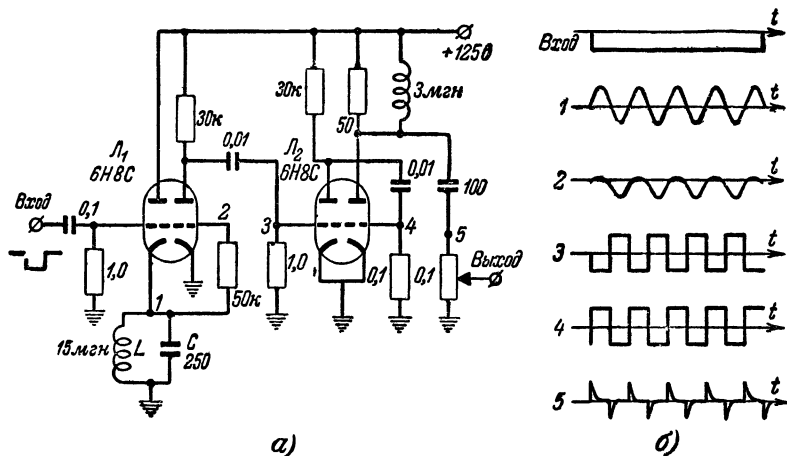 +125в
30к
30к
50
3мгн
Л₁
6Н8С
0,01
Л₂
6Н8С
0,01
100
Вход
0,1
2
3
4
5
Выход
1,0
50к
1,0
0,1
0,1
1
15мгн
L
C
250
а)
t
Вход
1
t
2
t
3
t
4
t
5
t
б)